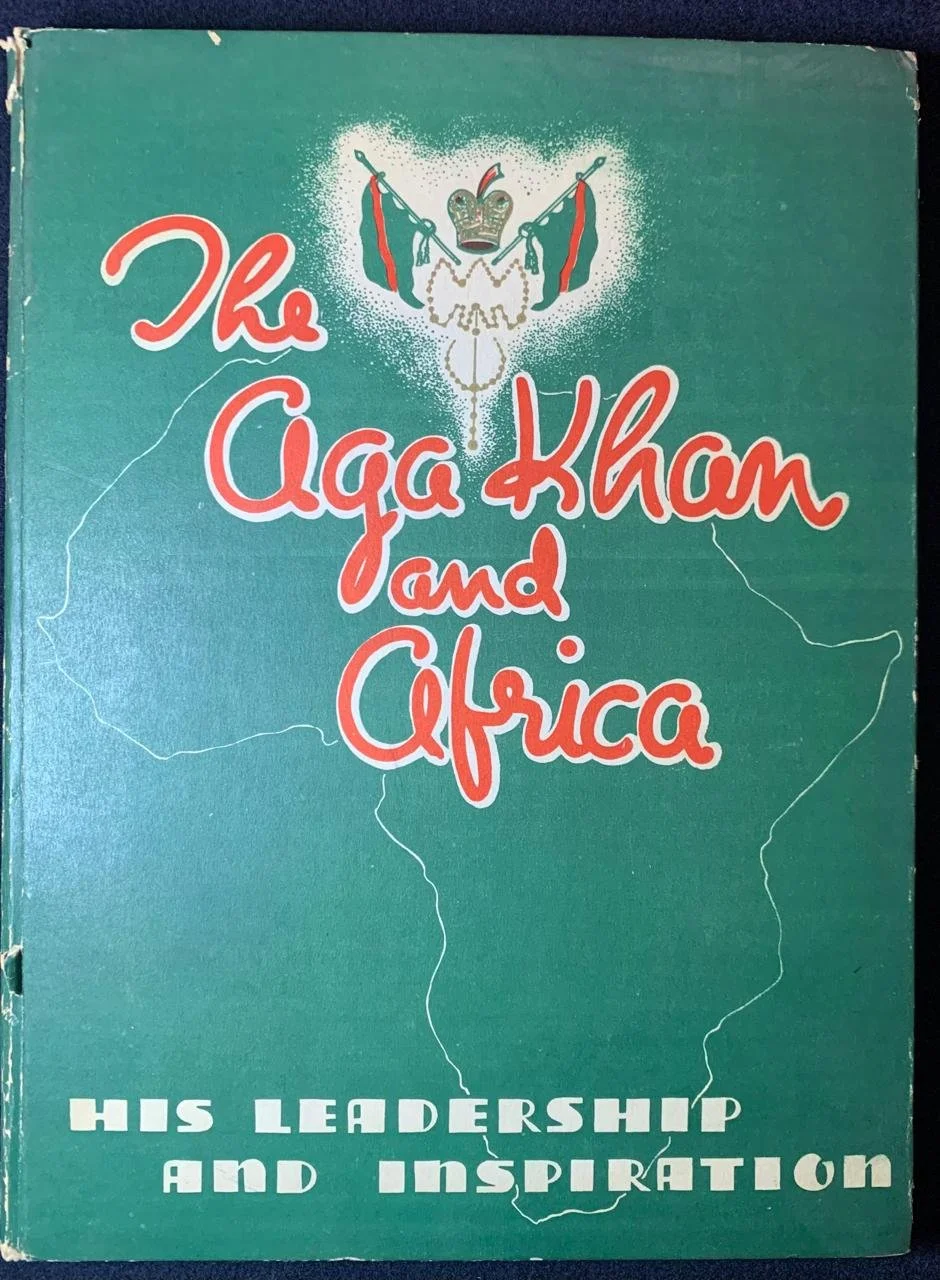 The
Aga Khan
and
Africa
HIS LEADERSHIP
AND INSPIRATION